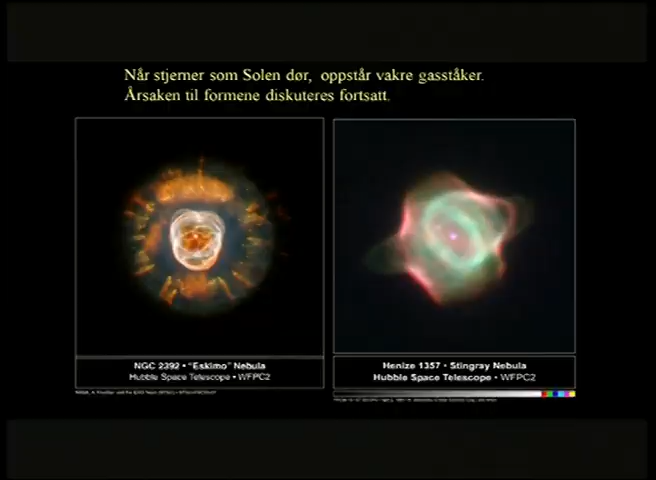 Når stjerner som Solen dør, oppstår vakre gasståker.
Årsaken til formene diskuteres fortsatt.
NGC 2392 • "Eskimo" Nebula
Hubble Space Telescope • WFPC2
Henize 1357 • Stingray Nebula
Hubble Space Telescope • WFPC2